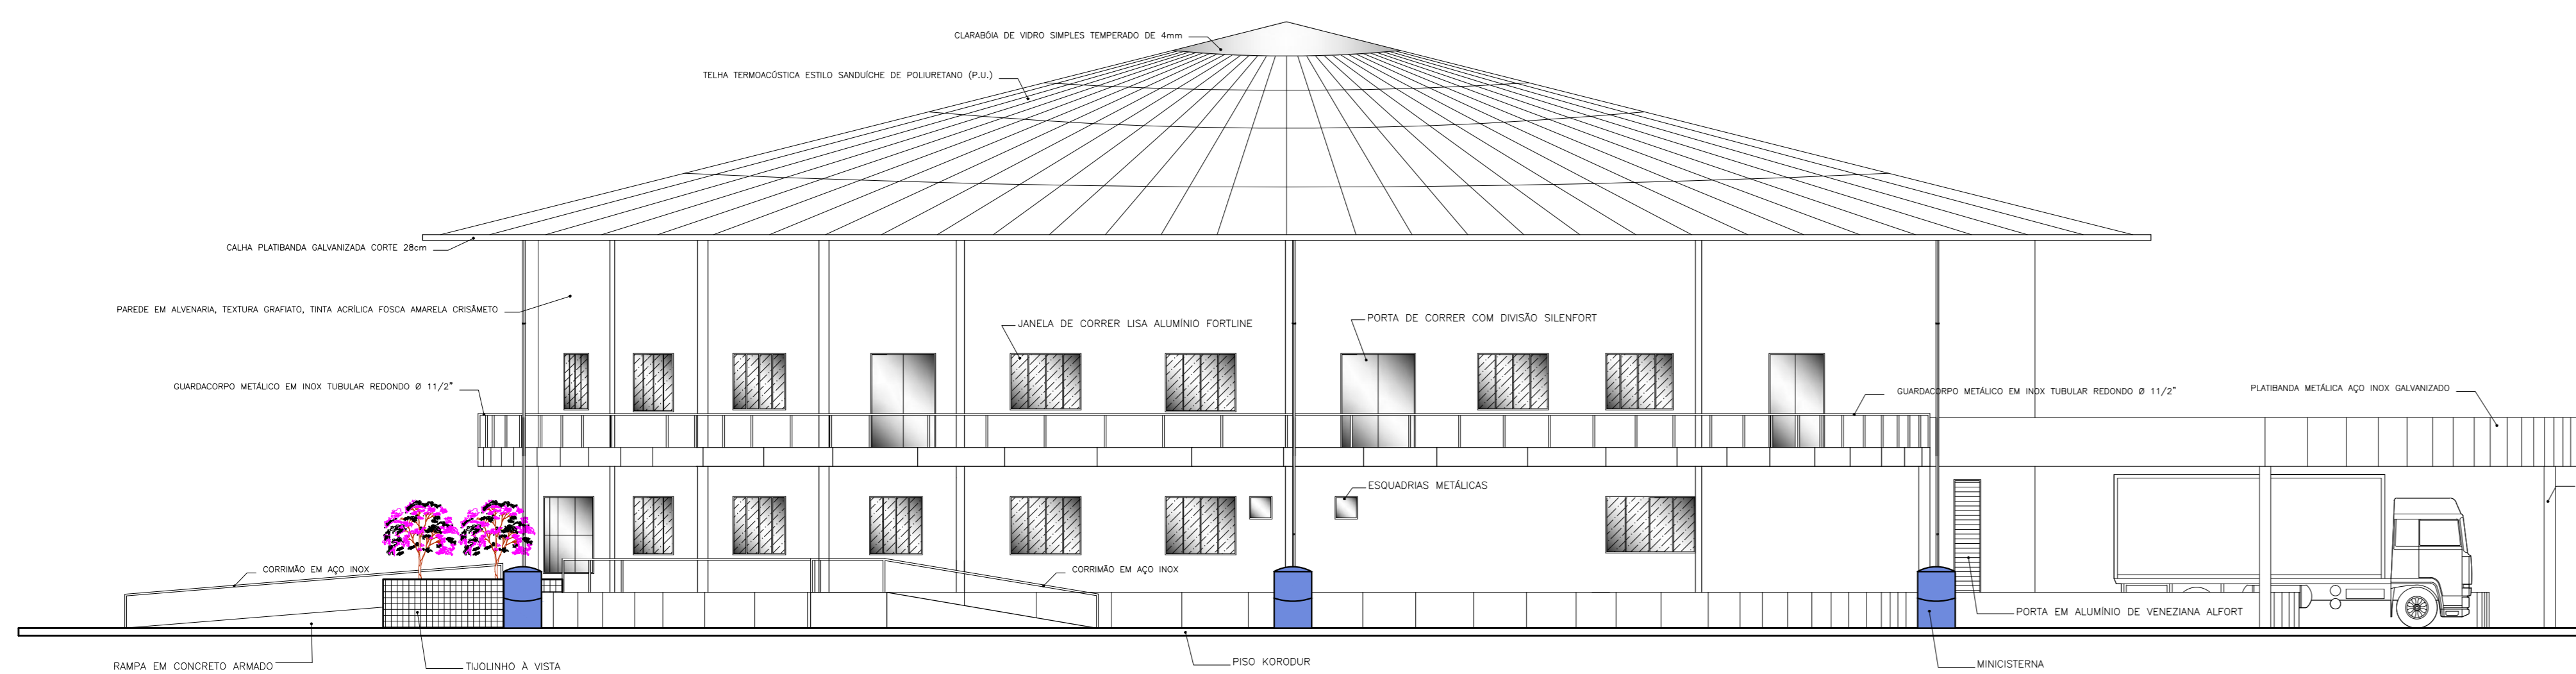 CLARABÓIA DE VIDRO SIMPLES TEMPERADO DE 4mm
TELHA TERMOACÚSTICA ESTILO SANDUÍCHE DE POLIURETANO (P.U.)
CALHA PLATIBANDA GALVANIZADA CORTE 28cm
PAREDE EM ALVENARIA, TEXTURA GRAFIATO, TINTA ACRÍLICA FOSCA AMARELA CRISÂMETO
JANELA DE CORRER LISA ALUMÍNIO FORTLINE
PORTA DE CORRER COM DIVISÃO SILENFORT
GUARDACORPO METÁLICO EM INOX TUBULAR REDONDO Ø 11/2"
GUARDACORPO METÁLICO EM INOX TUBULAR REDONDO Ø 11/2"
PLATIBANDA METÁLICA AÇO INOX GALVANIZADO
ESQUADRIAS METÁLICAS
CORRIMÃO EM AÇO INOX
CORRIMÃO EM AÇO INOX
PORTA EM ALUMÍNIO DE VENEZIANA ALFORT
RAMPA EM CONCRETO ARMADO
TIJOLINHO À VISTA
PISO KORODUR
MINICISTERNA